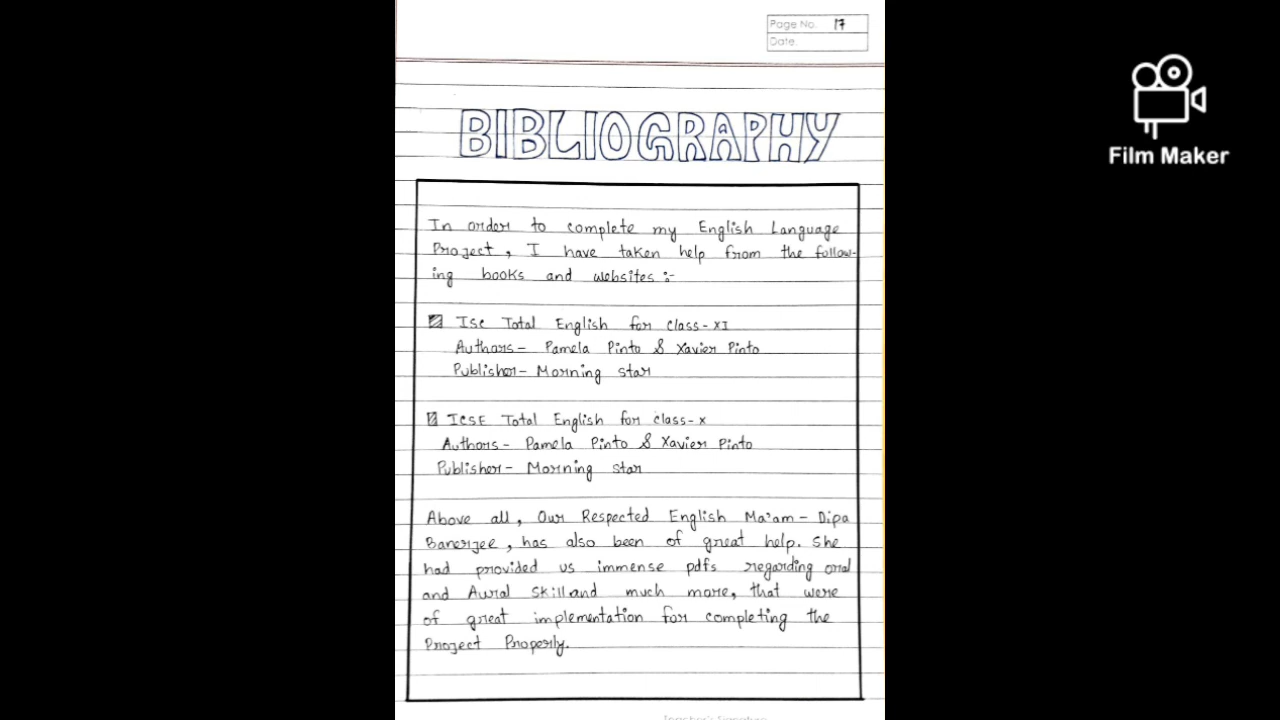 Page No. 17
Date:
Film Maker
BIBLIOGRAPHY
In order to complete my English Language
Project, I have taken help from the follow-
ing books and websites :-
ISC Total English for class-XI
Authors- Pamela Pinto & Xavier Pinto
Publisher- Morning star
ICSE Total English for class-X
Authors- Pamela Pinto & Xavier Pinto
Publisher- Morning star
Above all, Our Respected English Ma'am- Dipa
Banerjee, has also been of great help. She
had provided us immense pdfs regarding oral
and Aural skill and much more, that were
of great implementation for completing the
Project Properly.
Teacher's Signature